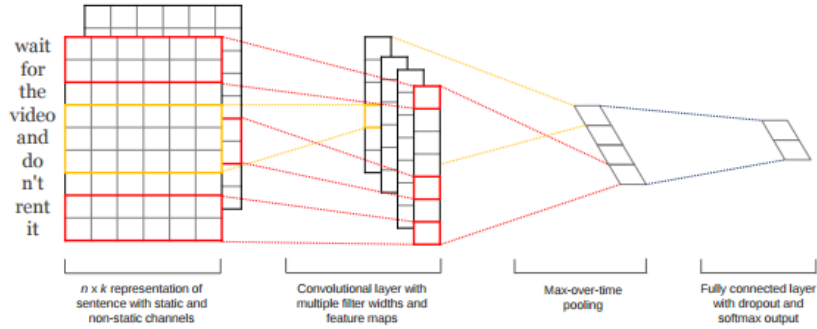 wait
for
the
video
and
do
n't
rent
it
n x k representation of
sentence with static and
non-static channels
Convolutional layer with
multiple filter widths and
feature maps
Max-over-time
pooling
Fully connected layer
with dropout and
softmax output